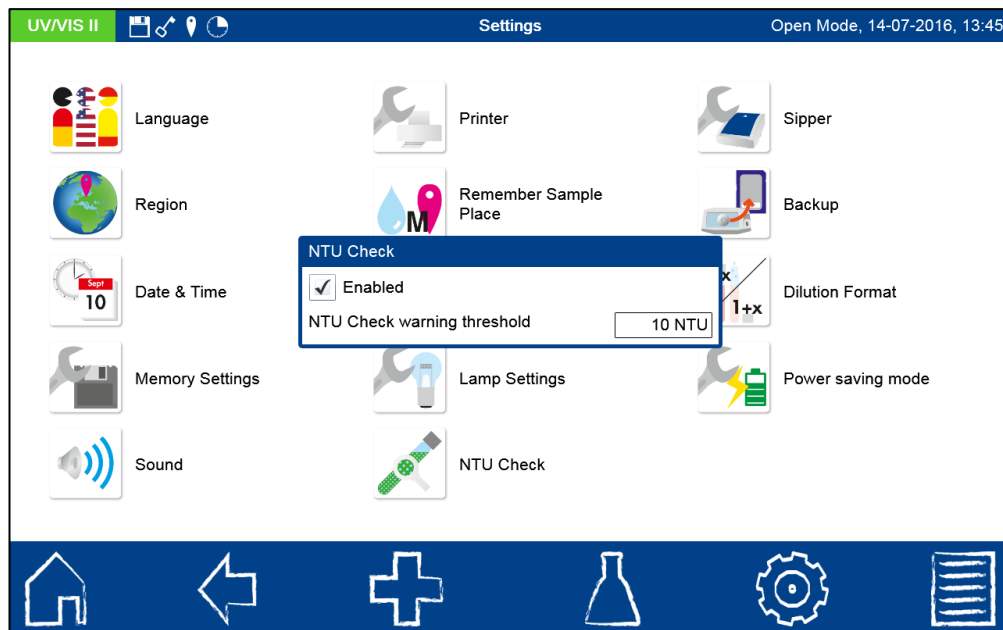 UV/VIS II
Settings
Open Mode, 14-07-2016, 13:45
Language
Printer
Sipper
Region
M
Remember Sample
Place
Backup
NTU Check
Enabled
NTU Check warning threshold
10 NTU
Sept
10
Date & Time
x
1+x
Dilution Format
Memory Settings
Lamp Settings
Power saving mode
Sound
NTU Check